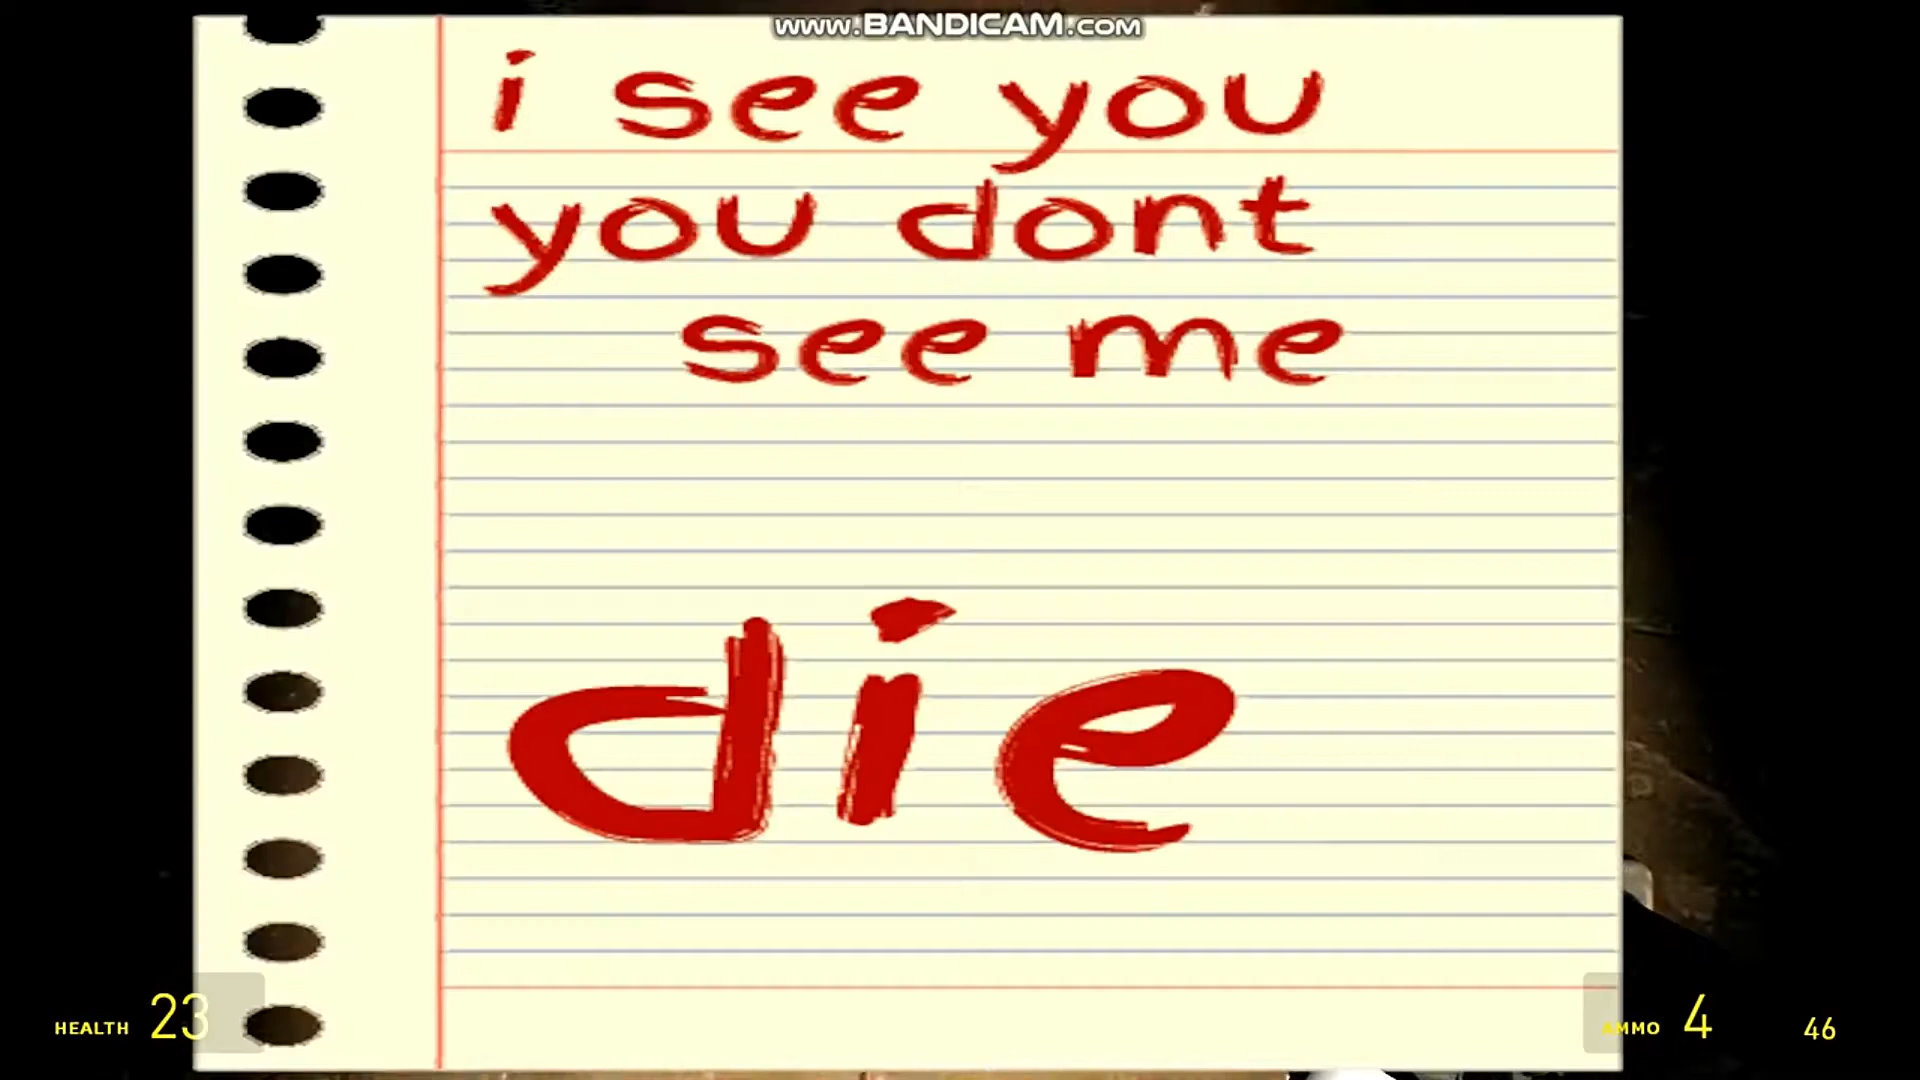 www.BANDICAM.com
i see you
you dont
see me
die
HEALTH 23
AMMO 4 46